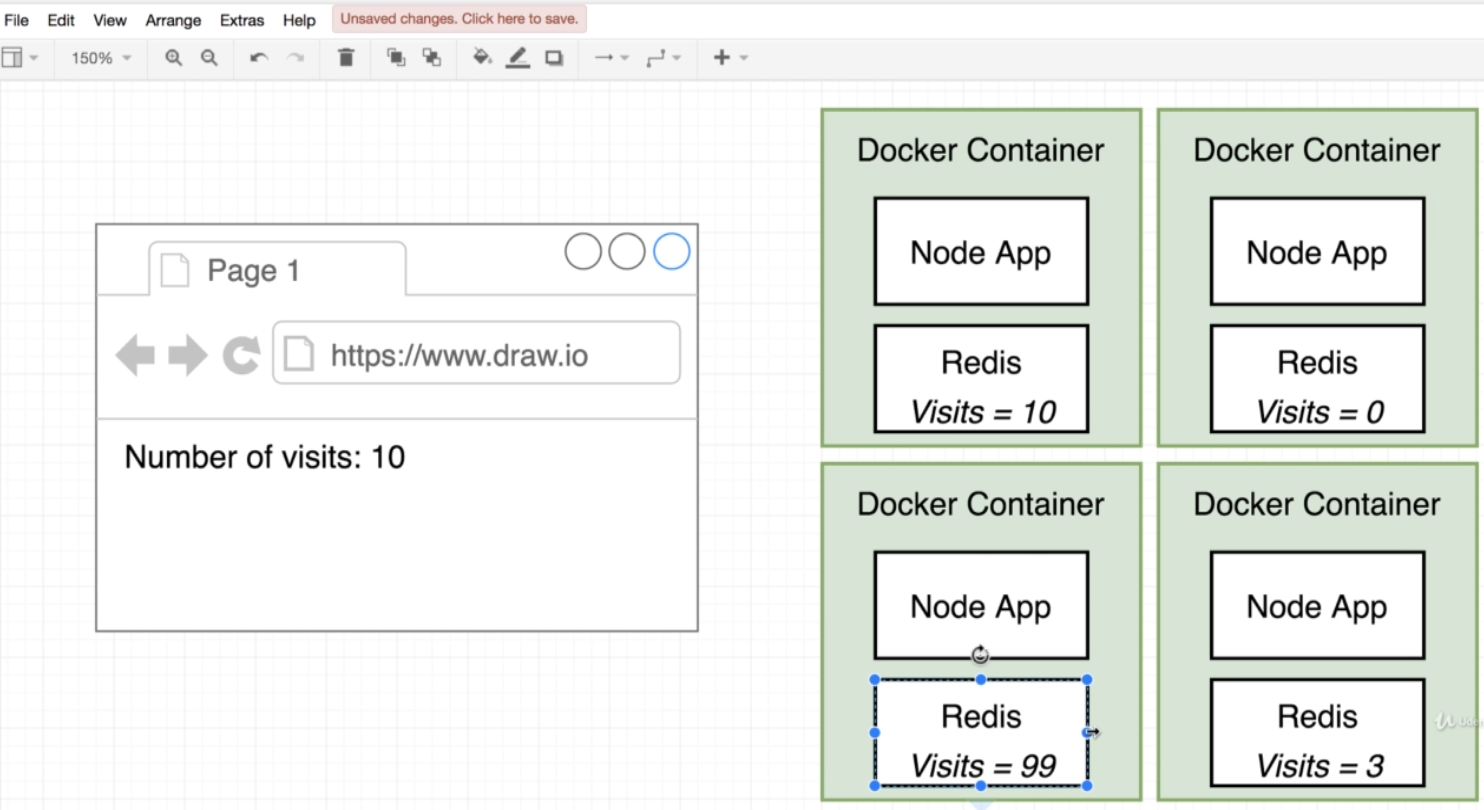 File Edit View Arrange Extras Help Unsaved changes. Click here to save.
150%
Page 1
https://www.draw.io
Number of visits: 10
Docker Container
Node App
Redis
Visits = 10
Docker Container
Node App
Redis
Visits = 0
Docker Container
Node App
Redis
Visits = 99
Docker Container
Node App
Redis
Visits = 3